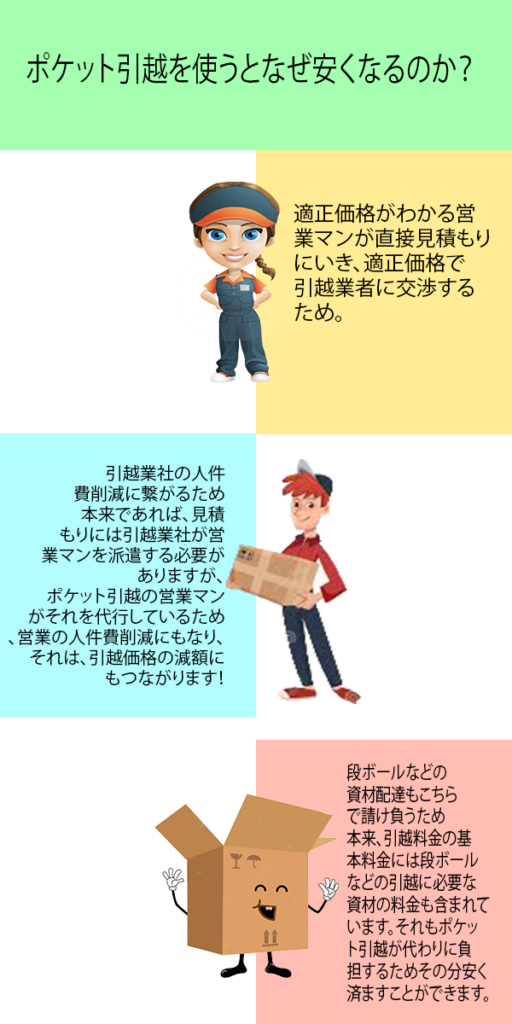 ポケット引越を使うとなぜ安くなるのか？
適正価格がわかる営
業マンが直接見積もり
にいき、適正価格で
引越業者に交渉する
ため。
引越業社の人件
費削減に繋がるため
本来であれば、見積
もりには引越業社が営
業マンを派遣する必要が
ありますが、
ポケット引越の営業マン
がそれを代行しているため
、営業の人件費削減にもなり、
それは、引越価格の減額に
もつながります！
段ボールなどの
資材配達もこちら
で請け負うため
本来、引越料金の基
本料金には段ボール
などの引越に必要な
資材の料金も含まれて
います。それもポケッ
ト引越が代わりに負
担するためその分安く
済ますことができます。